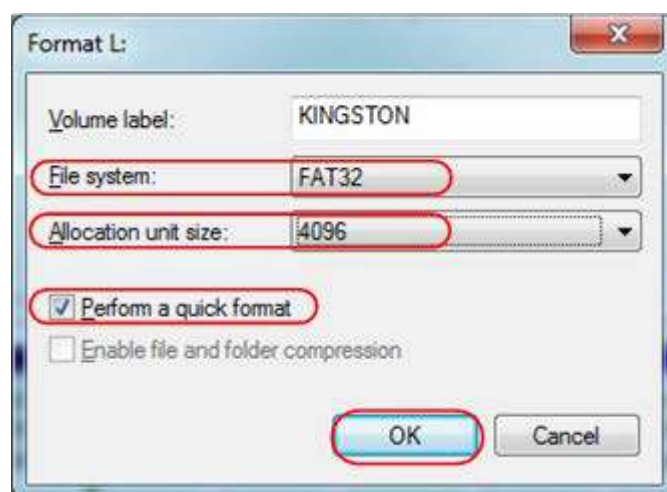 Format L:
Volume label: KINGSTON
File system: FAT32
Allocation unit size: 4096
Perform a quick format
Enable file and folder compression
OK Cancel